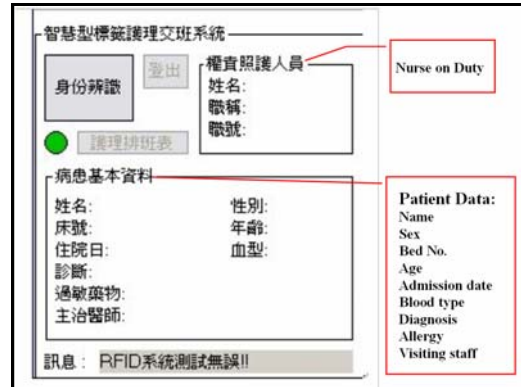 智慧型標籤護理交班系統
身份辨識
登出
權責照護人員
姓名:
職稱:
職號:
護理排班表
病患基本資料
姓名:
性別:
床號:
年齡:
住院日:
血型:
診斷:
過敏藥物:
主治醫師:
訊息: RFID系統測試無誤!!
Nurse on Duty
Patient Data:
Name
Sex
Bed No.
Age
Admission date
Blood type
Diagnosis
Allergy
Visiting staff